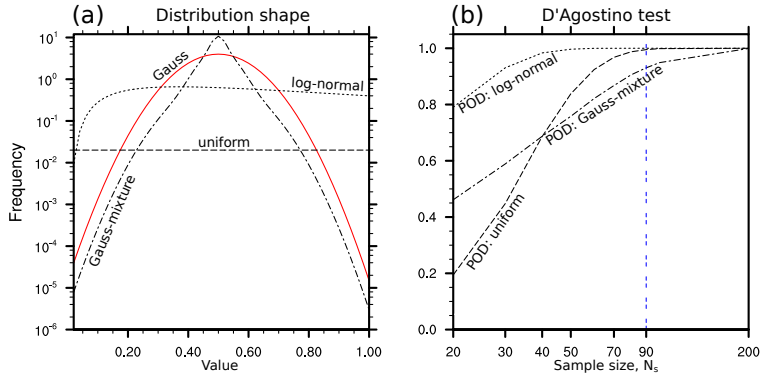 (a) Distribution shape
Frequency
10¹
10⁰
10⁻¹
10⁻²
10⁻³
10⁻⁴
10⁻⁵
10⁻⁶
Gauss
log-normal
uniform
Gauss-mixture
0.20 0.40 0.60 0.80 1.00
Value
(b) D'Agostino test
1.0
0.8
0.6
0.4
0.2
0.0
POD: log-normal
POD: Gauss-mixture
POD: uniform
20 30 40 50 70 90 200
Sample size, Nₛ